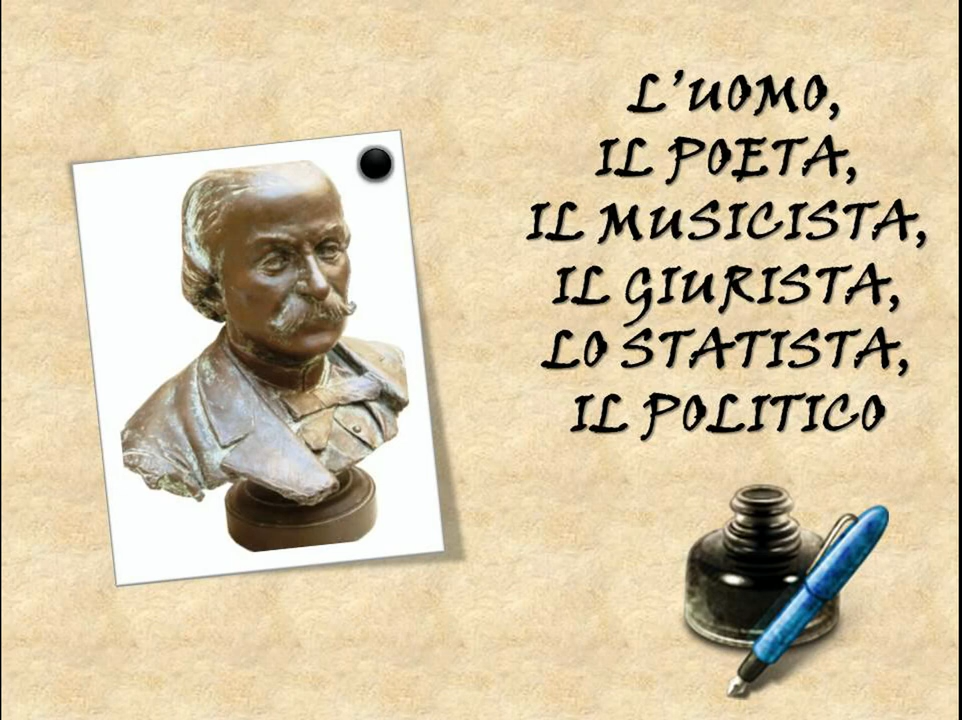 L'UOMO,
IL POETA,
IL MUSICISTA,
IL GIURISTA,
LO STATISTA,
IL POLITICO